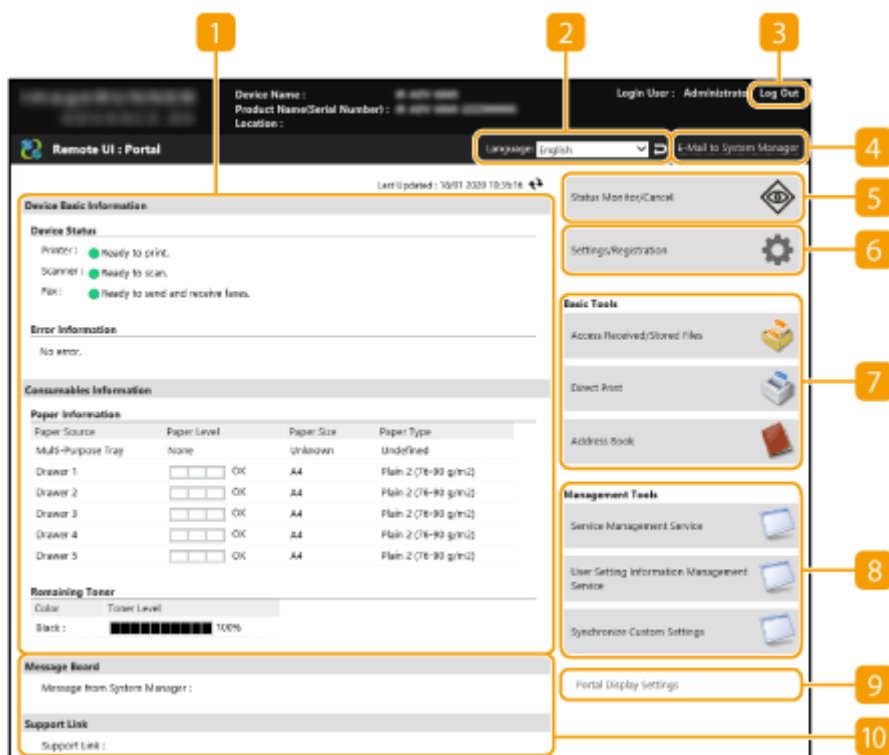 1
2
3
Device Name :
Login User : Administrato Log Out
Product Name(Serial Number) :
Location :
Remote UI : Portal
Language: English
E-Mail to System Manager
4
Last Updated : 18/01 2020 10:35:16
Device Basic Information
Status Monitor/Cancel
5
Device Status
Printer : Ready to print.
Scanner : Ready to scan.
Fax : Ready to send and receive faxes.
Settings/Registration
6
Error Information
No error.
Basic Tools
Access Received/Stored Files
Direct Print
7
Address Book
Consumables Information
Paper Information
Paper Source Paper Level Paper Size Paper Type
Multi-Purpose Tray None Unknown Undefined
Drawer 1 OK A4 Plain 2 (76-90 g/m2)
Drawer 2 OK A4 Plain 2 (76-90 g/m2)
Drawer 3 OK A4 Plain 2 (76-90 g/m2)
Drawer 4 OK A4 Plain 2 (76-90 g/m2)
Drawer 5 OK A4 Plain 2 (76-90 g/m2)
Management Tools
Service Management Service
User Setting Information Management
Service
8
Synchronize Custom Settings
Remaining Toner
Color Toner Level
Black : 100%
Message Board
Message from System Manager :
Portal Display Settings
9
Support Link
Support Link :
10